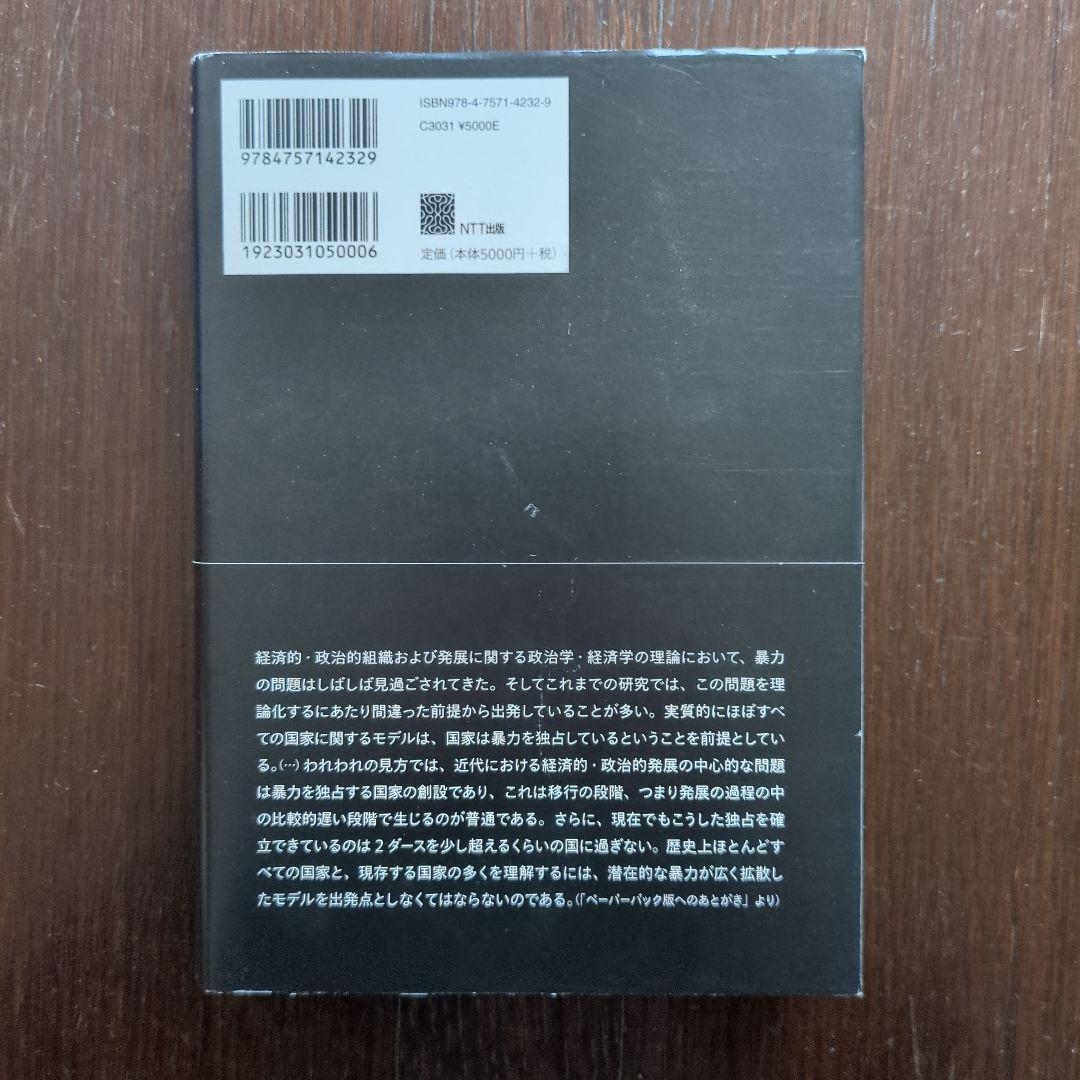 ISBN978-4-7571-4232-9
C3031 ¥5000E
9784757142329
1923031050006
NTT出版
定価（本体5000円＋税）
経済的・政治的組織および発展に関する政治学・経済学の理論において、暴力
の問題はしばしば見過ごされてきた。そしてこれまでの研究では、この問題を理
論化するにあたり間違った前提から出発していることが多い。実質的にほぼすべ
ての国家に関するモデルは、国家は暴力を独占しているということを前提としてい
る。(…) われわれの見方では、近代における経済的・政治的発展の中心的な問題
は暴力を独占する国家の創設であり、これは移行の段階、つまり発展の過程の中
の比較的遅い段階で生じるのが普通である。さらに、現在でもこうした独占を確
立できているのは2ダースを少し超えるくらいの国に過ぎない。歴史上ほとんどす
べての国家と、現存する国家の多くを理解するには、潜在的な暴力が広く拡散し
たモデルを出発点としなくてはならないのである。(「ペーパーバック版へのあとがき」より)